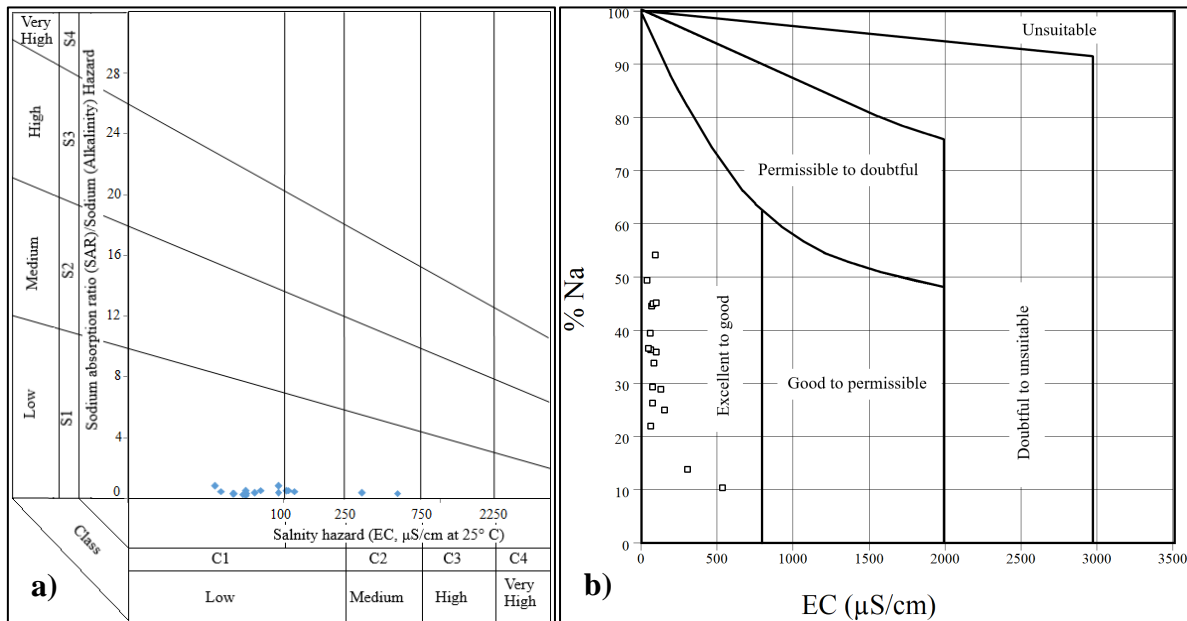 Very
High
S4
High
S3
Medium
S2
Low
S1
Sodium absorption ratio (SAR)/Sodium (Alkalinity) Hazard
28
24
20
16
12
8
4
0
100 250 750 2250
Salnity hazard (EC, µS/cm at 25° C)
Class
C1 C2 C3 C4
Low Medium High Very
High
a)
100
90
80
70
60
50
40
30
20
10
0
% Na
Unsuitable
Permissible to doubtful
Excellent to good
Good to permissible
Doubtful to unsuitable
0 500 1000 1500 2000 2500 3000 3500
EC (µS/cm)
b)